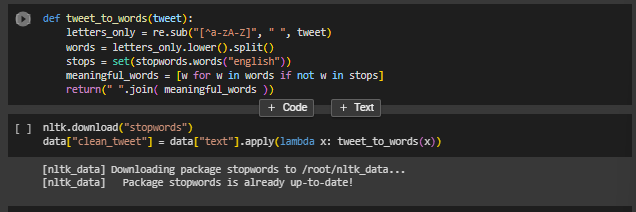 def tweet_to_words(tweet):
    letters_only = re.sub("[^a-zA-Z]", " ", tweet)
    words = letters_only.lower().split()
    stops = set(stopwords.words("english"))
    meaningful_words = [w for w in words if not w in stops]
    return(" ".join( meaningful_words ))
+ Code + Text
[ ] nltk.download("stopwords")
data["clean_tweet"] = data["text"].apply(lambda x: tweet_to_words(x))
[nltk_data] Downloading package stopwords to /root/nltk_data...
[nltk_data]   Package stopwords is already up-to-date!